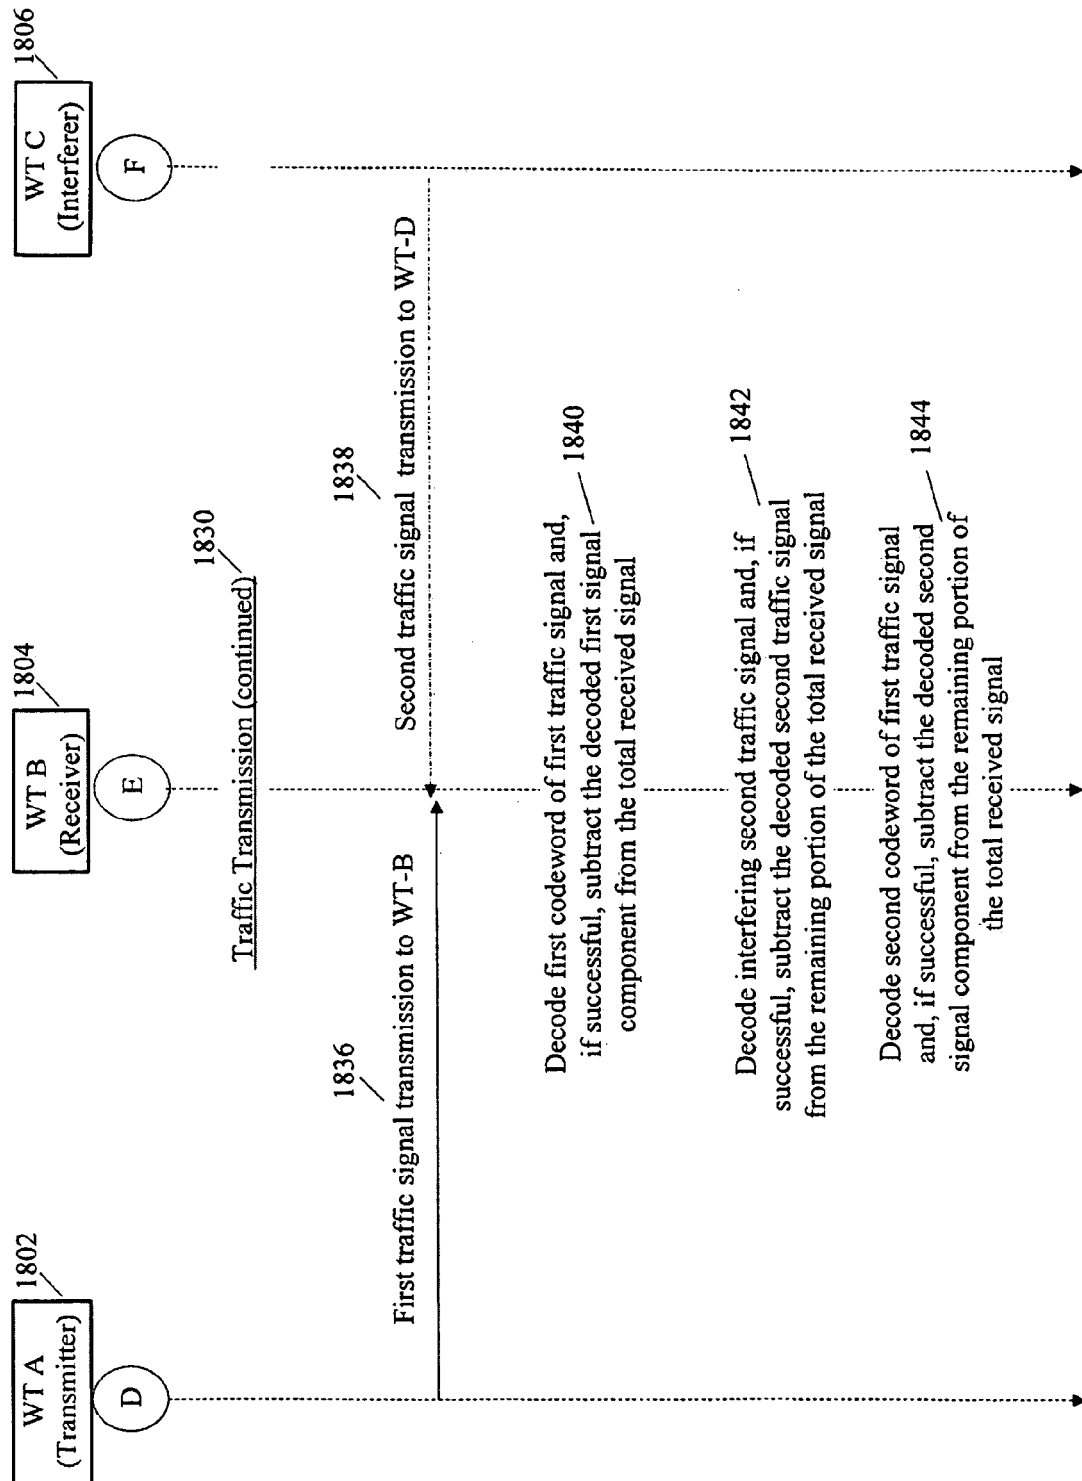 1802
WT A
(Transmitter)
D
1804
WT B
(Receiver)
E
1806
WT C
(Interferer)
F
1830
Traffic Transmission (continued)
1836
First traffic signal transmission to WT-B
1838
Second traffic signal transmission to WT-D
Decode first codeword of first traffic signal and,
if successful, subtract the decoded first signal
component from the total received signal
1840
Decode interfering second traffic signal and, if
successful, subtract the decoded second traffic signal
from the remaining portion of the total received signal
1842
Decode second codeword of first traffic signal
and, if successful, subtract the decoded second
signal component from the remaining portion of
the total received signal
1844